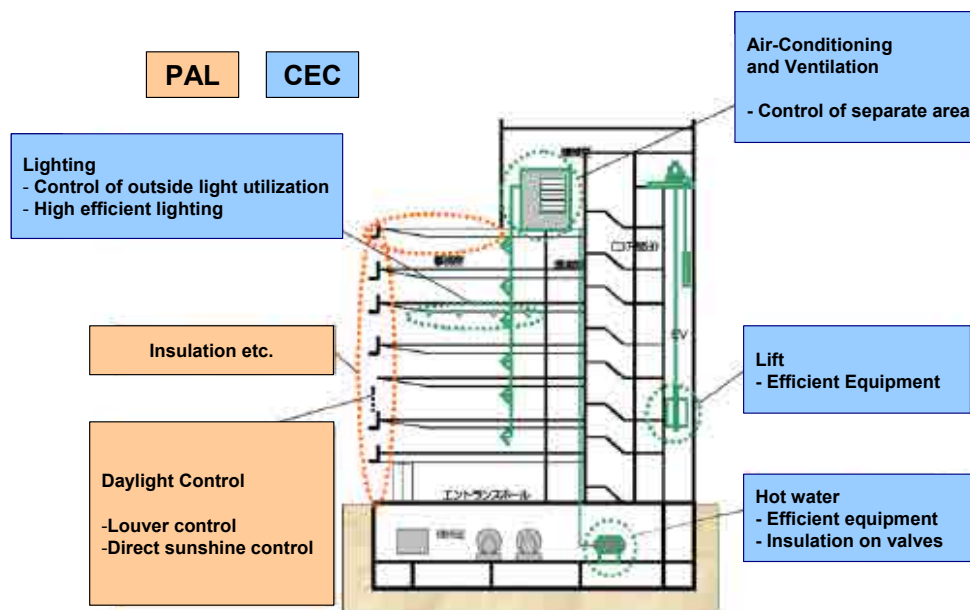 PAL
CEC
Air-Conditioning
and Ventilation
- Control of separate area
Lighting
- Control of outside light utilization
- High efficient lighting
Insulation etc.
EV
Lift
- Efficient Equipment
Daylight Control
-Louver control
-Direct sunshine control
エントランスホール
Hot water
- Efficient equipment
- Insulation on valves